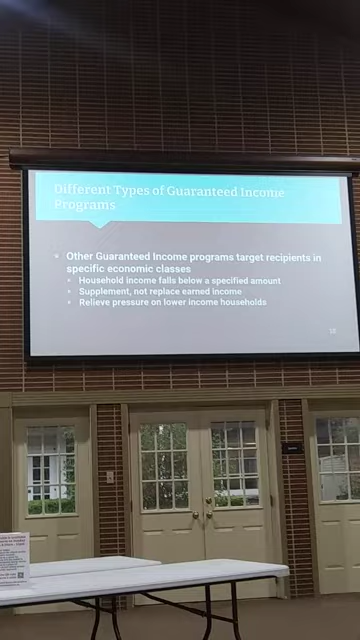 Different Types of Guaranteed Income
Programs
Other Guaranteed Income programs target recipients in
specific economic classes
Household income falls below a specified amount
Supplement, not replace earned income
Relieve pressure on lower income households